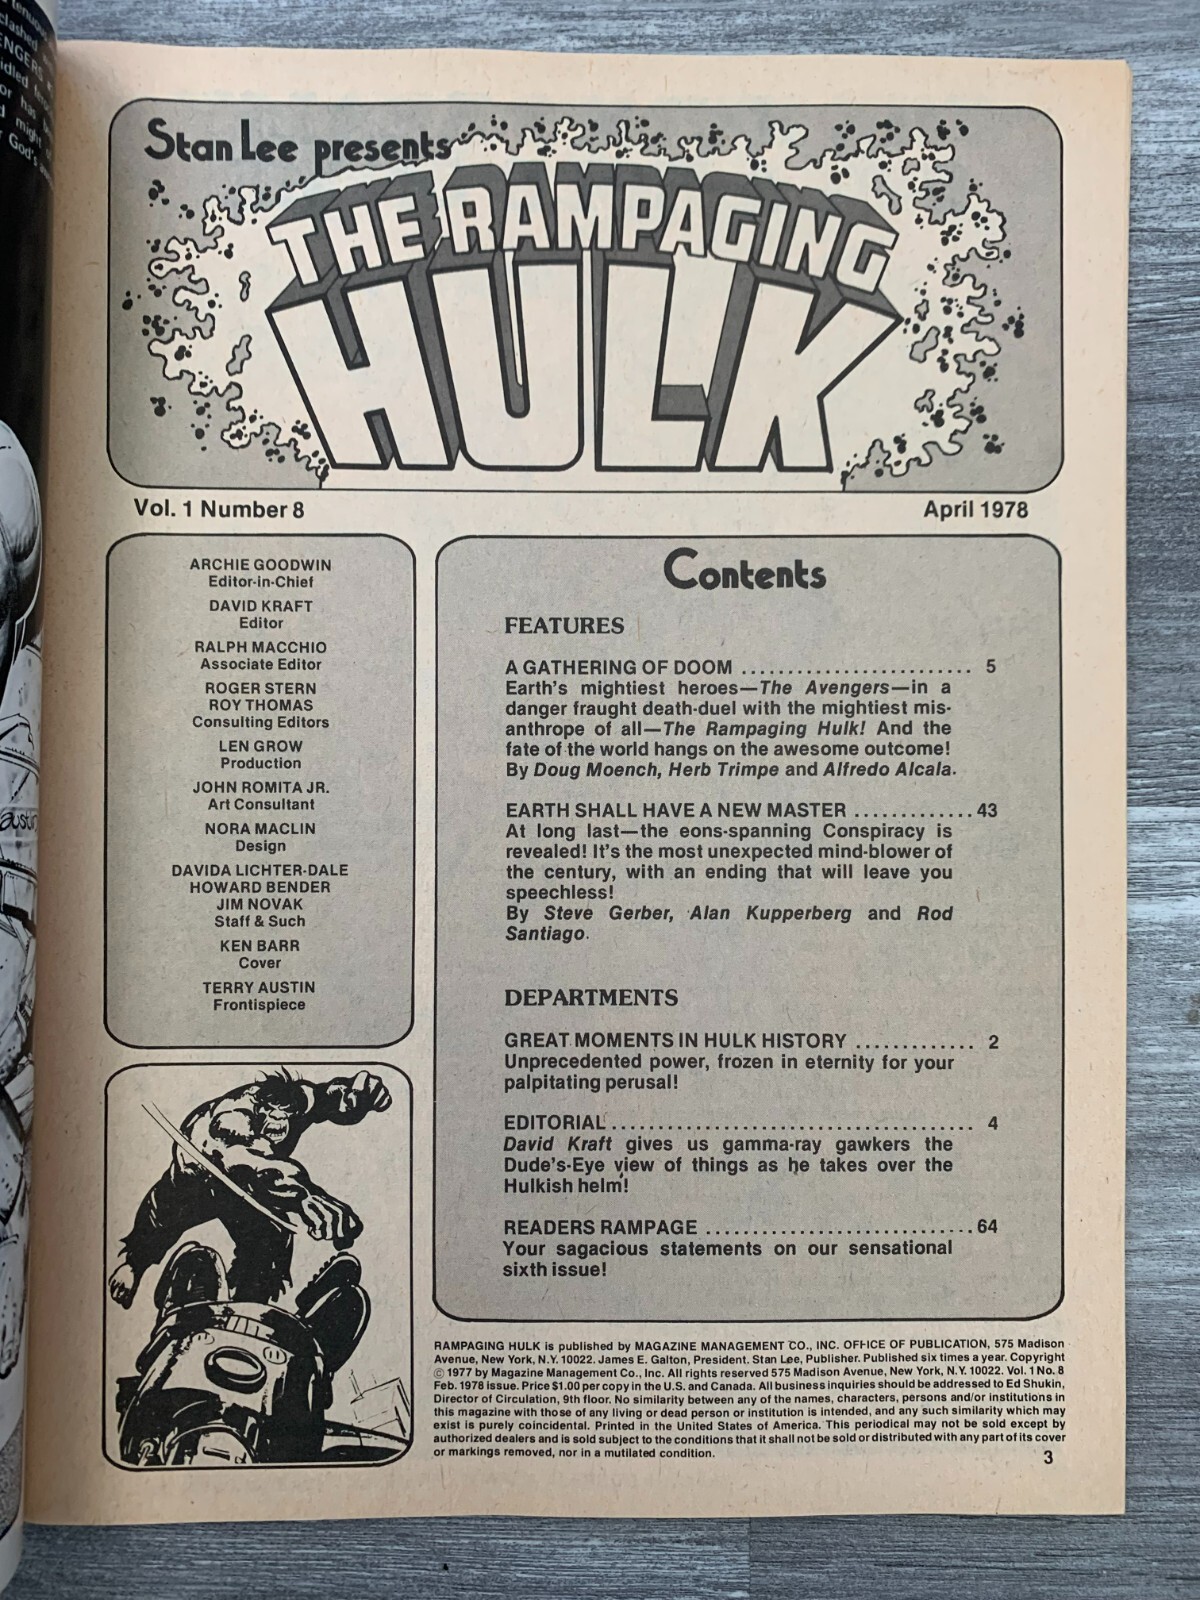 tenuous
clashed
ENGERS
idled
or has
d might
God's
Austin
Stan Lee presents
THE RAMPAGING
HULK
Vol. 1 Number 8
April 1978
ARCHIE GOODWIN
Editor-in-Chief
DAVID KRAFT
Editor
RALPH MACCHIO
Associate Editor
ROGER STERN
ROY THOMAS
Consulting Editors
LEN GROW
Production
JOHN ROMITA JR.
Art Consultant
NORA MACLIN
Design
DAVIDA LICHTER-DALE
HOWARD BENDER
JIM NOVAK
Staff & Such
KEN BARR
Cover
TERRY AUSTIN
Frontispiece
Contents
FEATURES
A GATHERING OF DOOM ......................... 5
Earth's mightiest heroes—The Avengers—in a
danger fraught death-duel with the mightiest mis-
anthrope of all—The Rampaging Hulk! And the
fate of the world hangs on the awesome outcome!
By Doug Moench, Herb Trimpe and Alfredo Alcala.
EARTH SHALL HAVE A NEW MASTER ............. 43
At long last—the eons-spanning Conspiracy is
revealed! It's the most unexpected mind-blower of
the century, with an ending that will leave you
speechless!
By Steve Gerber, Alan Kupperberg and Rod
Santiago.
DEPARTMENTS
GREAT MOMENTS IN HULK HISTORY ............. 2
Unprecedented power, frozen in eternity for your
palpitating perusal!
EDITORIAL....................................... 4
David Kraft gives us gamma-ray gawkers the
Dude's-Eye view of things as he takes over the
Hulkish helm!
READERS RAMPAGE ............................. 64
Your sagacious statements on our sensational
sixth issue!
RAMPAGING HULK is published by MAGAZINE MANAGEMENT CO., INC. OFFICE OF PUBLICATION, 575 Madison
Avenue, New York, N.Y. 10022. James E. Galton, President. Stan Lee, Publisher. Published six times a year. Copyright
© 1977 by Magazine Management Co., Inc. All rights reserved 575 Madison Avenue, New York, N.Y. 10022. Vol. 1 No. 8
Feb. 1978 issue. Price $1.00 per copy in the U.S. and Canada. All business inquiries should be addressed to Ed Shukin,
Director of Circulation, 9th floor. No similarity between any of the names, characters, persons and/or institutions in
this magazine with those of any living or dead person or institution is intended, and any such similarity which may
exist is purely coincidental. Printed in the United States of America. This periodical may not be sold except by
authorized dealers and is sold subject to the conditions that it shall not be sold or distributed with any part of its cover
or markings removed, nor in a mutilated condition.
3